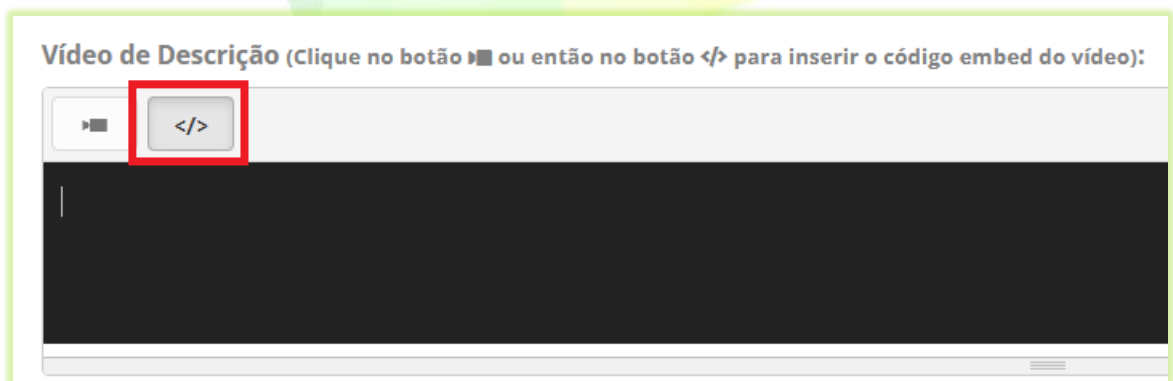 Vídeo de Descrição (Clique no botão ou então no botão </> para inserir o código embed do vídeo):
</>